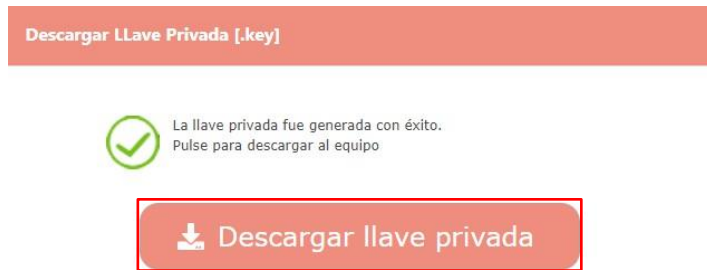 Descargar LLave Privada [.key]
La llave privada fue generada con éxito.
Pulse para descargar al equipo
Descargar llave privada